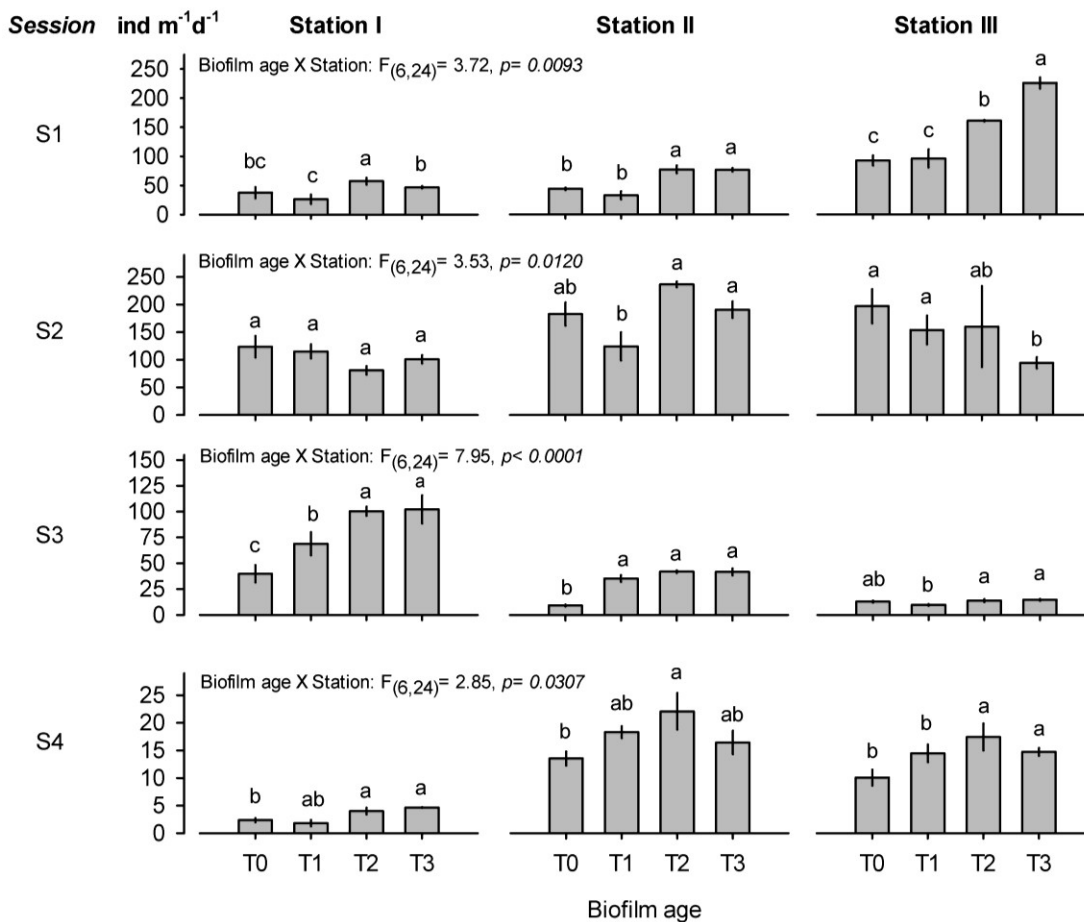 Session ind m⁻¹d⁻¹ Station I Station II Station III
S1
Biofilm age X Station: F(6,24)= 3.72, p= 0.0093
250
200
150
100
50
0
bc c a b
b b a a
c c b a
S2
Biofilm age X Station: F(6,24)= 3.53, p= 0.0120
250
200
150
100
50
0
a a a a
ab b a a
a a ab b
S3
Biofilm age X Station: F(6,24)= 7.95, p< 0.0001
150
125
100
75
50
25
0
c b a a
b a a a
ab b a a
S4
Biofilm age X Station: F(6,24)= 2.85, p= 0.0307
25
20
15
10
5
0
b ab a a
b ab a ab
b b a a
T0 T1 T2 T3 T0 T1 T2 T3 T0 T1 T2 T3
Biofilm age